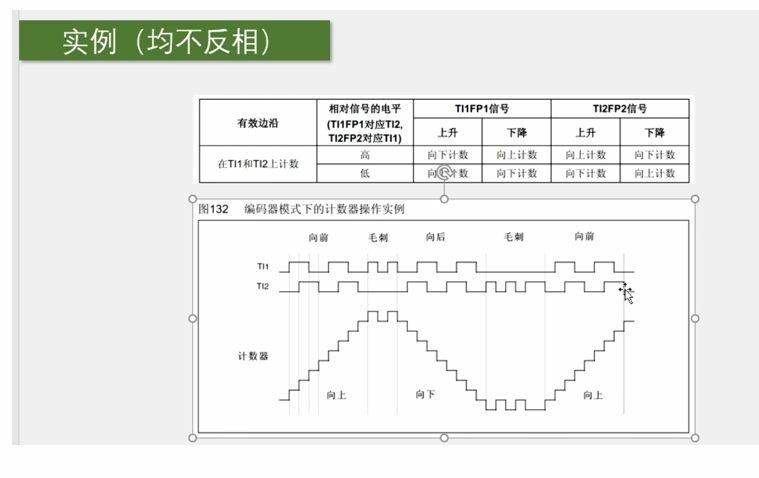 实例（均不反相）
有效边沿
相对信号的电平
(TI1FP1对应TI2,
TI2FP2对应TI1)
TI1FP1信号
TI2FP2信号
上升
下降
上升
下降
在TI1和TI2上计数
高
向下计数
向上计数
向上计数
向下计数
低
计数
向下计数
向下计数
向上计数
图132 编码器模式下的计数器操作实例
向前
毛刺
向后
毛刺
向前
TI1
TI2
计数器
向上
向下
向上